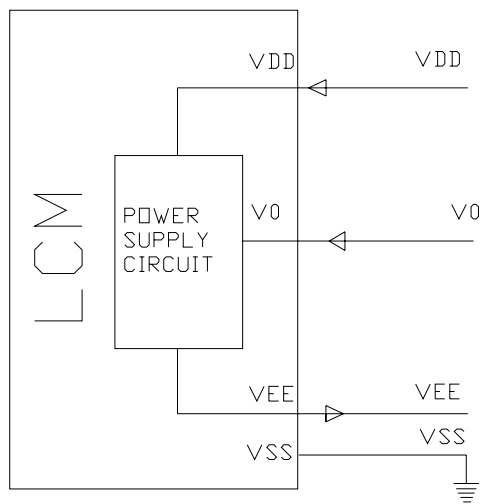 VDD VDD
LCM
POWER
SUPPLY
CIRCUIT
V0 V0
VEE VEE
VSS VSS